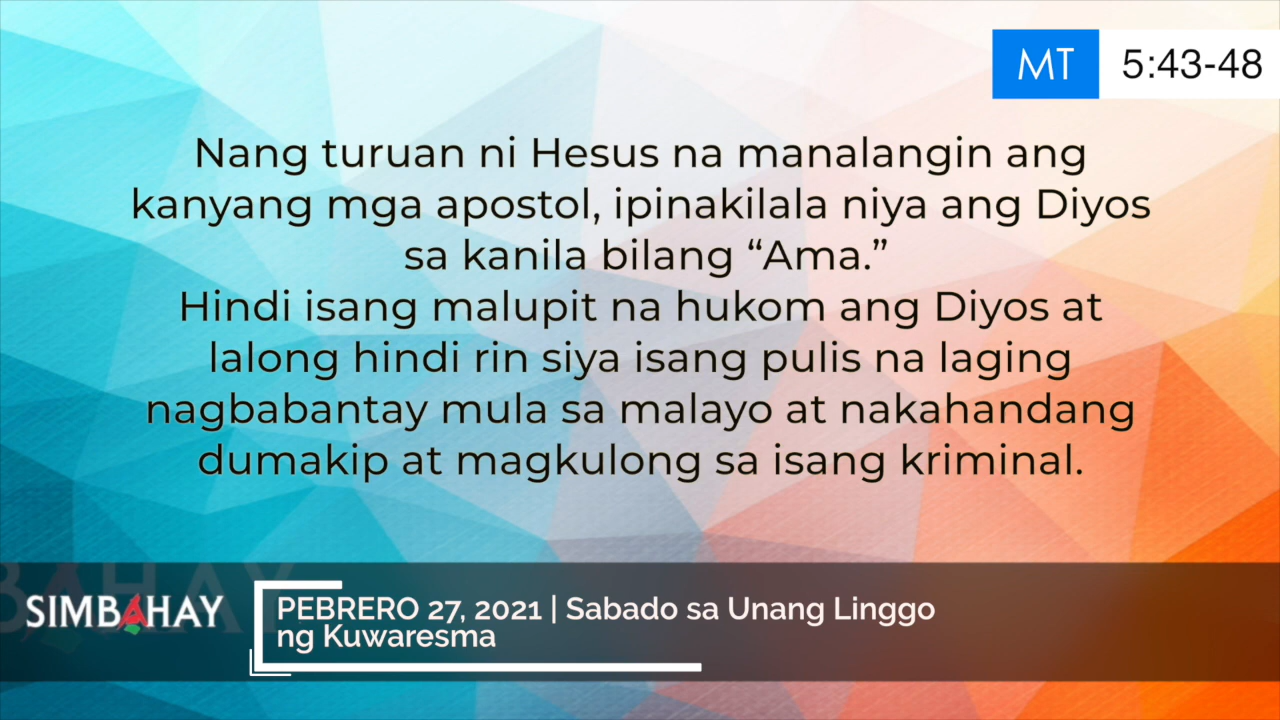 MT 5:43-48
Nang turuan ni Hesus na manalangin ang
kanyang mga apostol, ipinakilala niya ang Diyos
sa kanila bilang “Ama.”
Hindi isang malupit na hukom ang Diyos at
lalong hindi rin siya isang pulis na laging
nagbabantay mula sa malayo at nakahandang
dumakip at magkulong sa isang kriminal.
SIMBAHAY
PEBRERO 27, 2021 | Sabado sa Unang Linggo
ng Kuwaresma